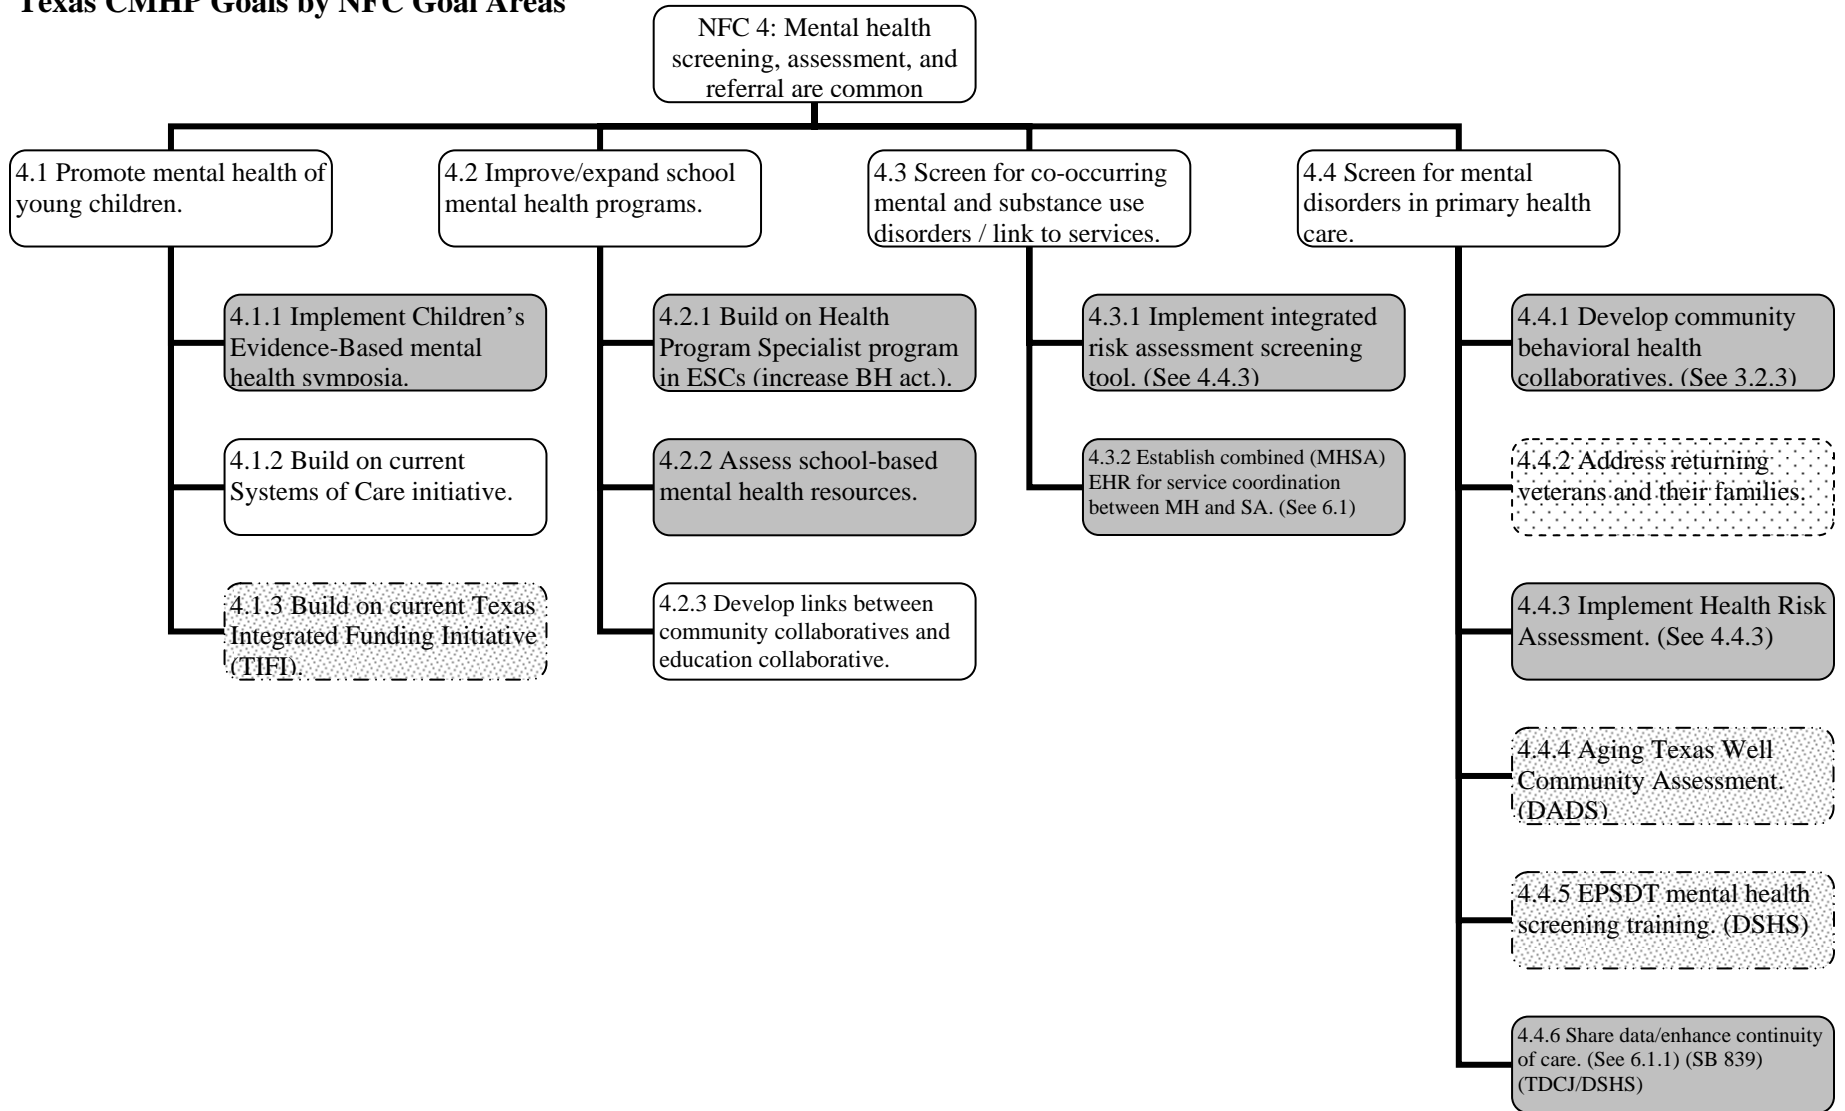 Texas CMHP Goals by NFC Goal Areas
NFC 4: Mental health
screening, assessment, and
referral are common
4.1 Promote mental health of
young children.
4.2 Improve/expand school
mental health programs.
4.3 Screen for co-occurring
mental and substance use
disorders / link to services.
4.4 Screen for mental
disorders in primary health
care.
4.1.1 Implement Children’s
Evidence-Based mental
health symposia.
4.1.2 Build on current
Systems of Care initiative.
4.1.3 Build on current Texas
Integrated Funding Initiative
(TIFI).
4.2.1 Build on Health
Program Specialist program
in ESCs (increase BH act.).
4.2.2 Assess school-based
mental health resources.
4.2.3 Develop links between
community collaboratives and
education collaborative.
4.3.1 Implement integrated
risk assessment screening
tool. (See 4.4.3)
4.3.2 Establish combined (MHSA)
EHR for service coordination
between MH and SA. (See 6.1)
4.4.1 Develop community
behavioral health
collaboratives. (See 3.2.3)
4.4.2 Address returning
veterans and their families.
4.4.3 Implement Health Risk
Assessment. (See 4.4.3)
4.4.4 Aging Texas Well
Community Assessment.
(DADS)
4.4.5 EPSDT mental health
screening training. (DSHS)
4.4.6 Share data/enhance continuity
of care. (See 6.1.1) (SB 839)
(TDCJ/DSHS)